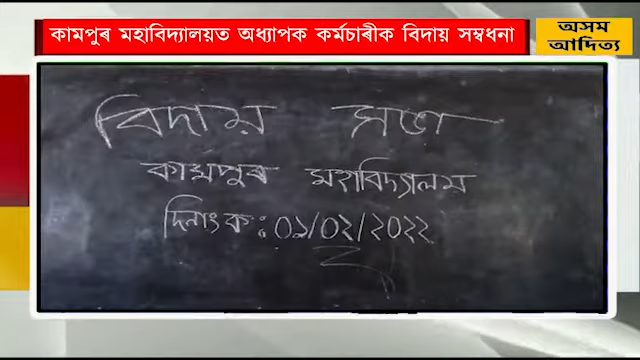 কামপুৰ মহাবিদ্যালয়ত অধ্যাপক কৰ্মচাৰীক বিদায় সম্বধনা
অসম
আদিত্য
বিদায় সভা
কামপুৰ মহাবিদ্যালয়
দিনাংক : ০১/০২/২০২২